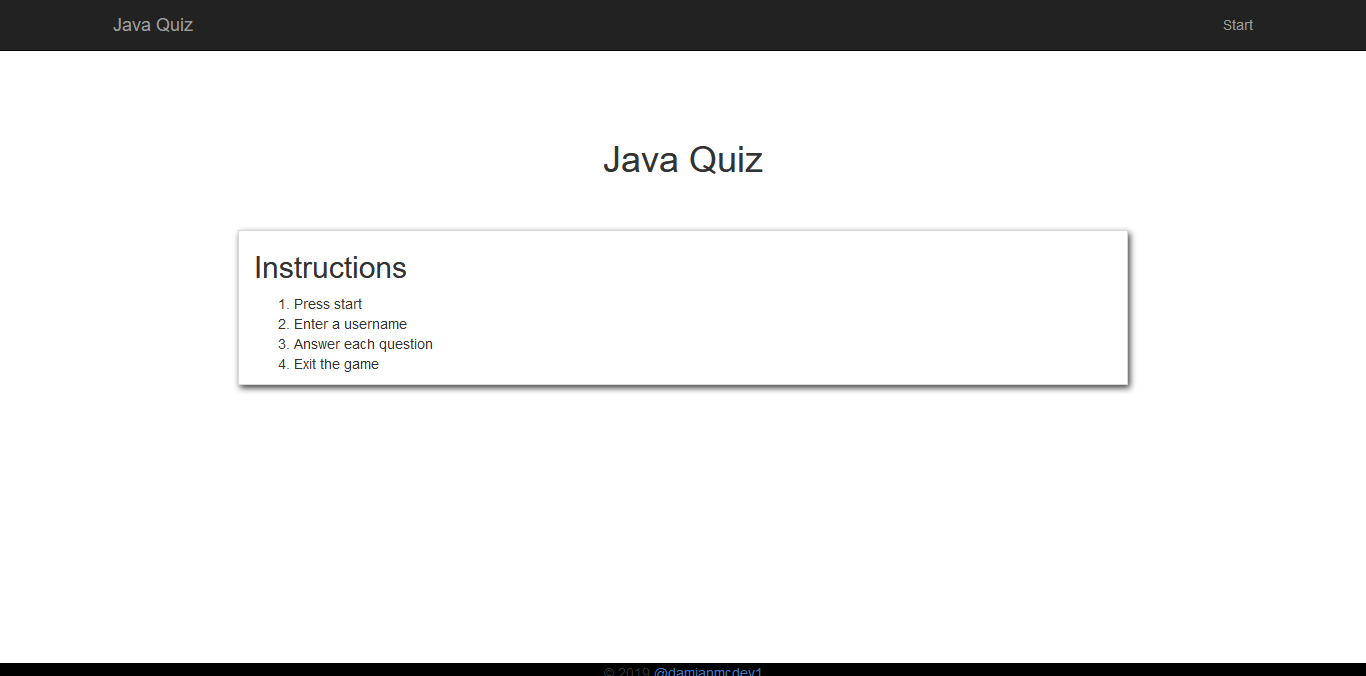 Java Quiz
Start
Java Quiz
Instructions
1. Press start
2. Enter a username
3. Answer each question
4. Exit the game
© 2019 @damianmcdev1